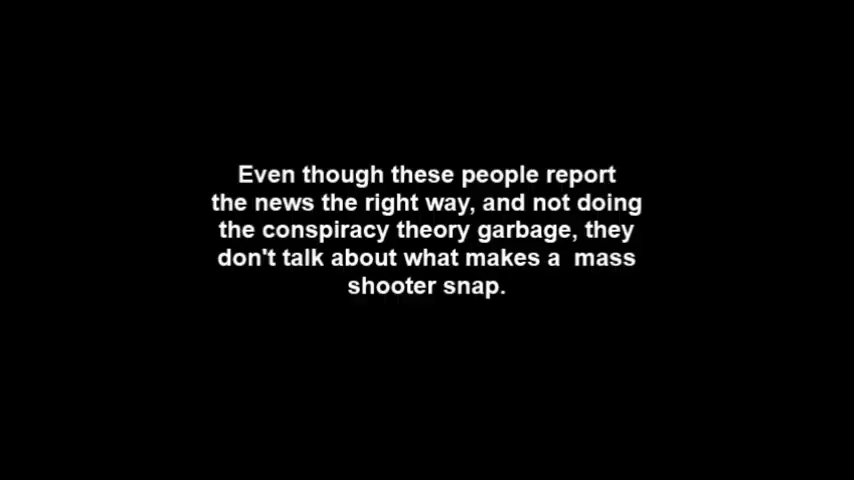 Even though these people report
the news the right way, and not doing
the conspiracy theory garbage, they
don't talk about what makes a  mass
shooter snap.